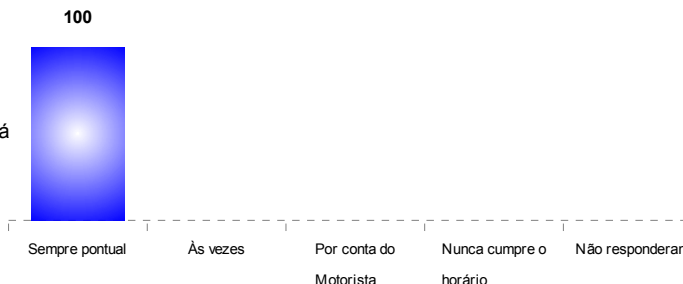 100
á
Sempre pontual
Às vezes
Por conta do
Motorista
Nunca cumpre o
horário
Não responderam